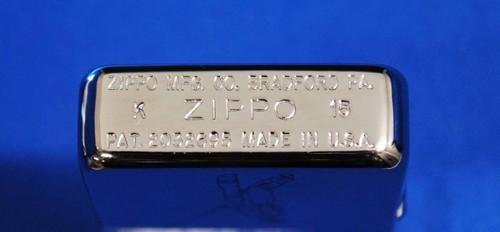 ZIPPO MFG. CO. BRADFORD PA.
K ZIPPO 15
PAT. 2032695 MADE IN U.S.A.